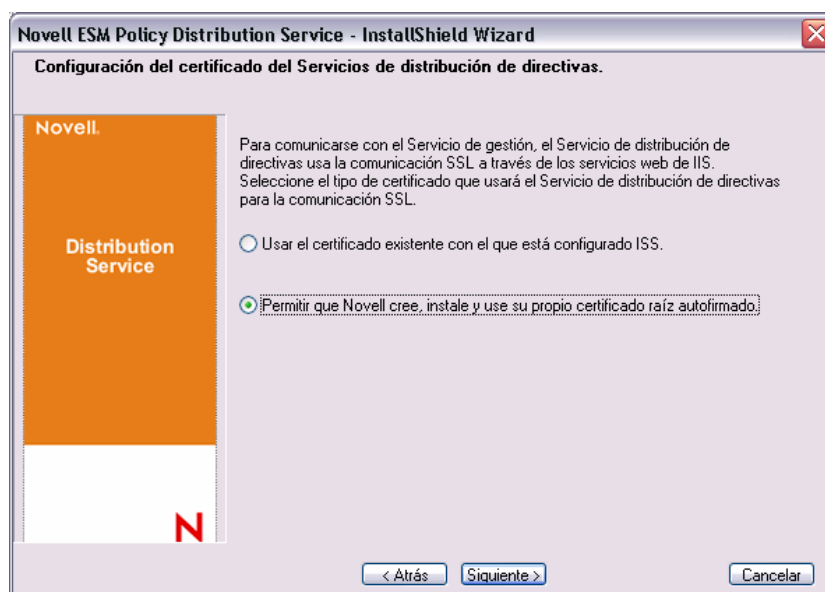 Novell ESM Policy Distribution Service - InstallShield Wizard
Configuración del certificado del Servicios de distribución de directivas.
Novell.
Distribution
Service
N
Para comunicarse con el Servicio de gestión, el Servicio de distribución de
directivas usa la comunicación SSL a través de los servicios web de IIS.
Seleccione el tipo de certificado que usará el Servicio de distribución de directivas
para la comunicación SSL.
Usar el certificado existente con el que está configurado ISS.
Permitir que Novell cree, instale y use su propio certificado raíz autofirmado.
< Atrás
Siguiente >
Cancelar